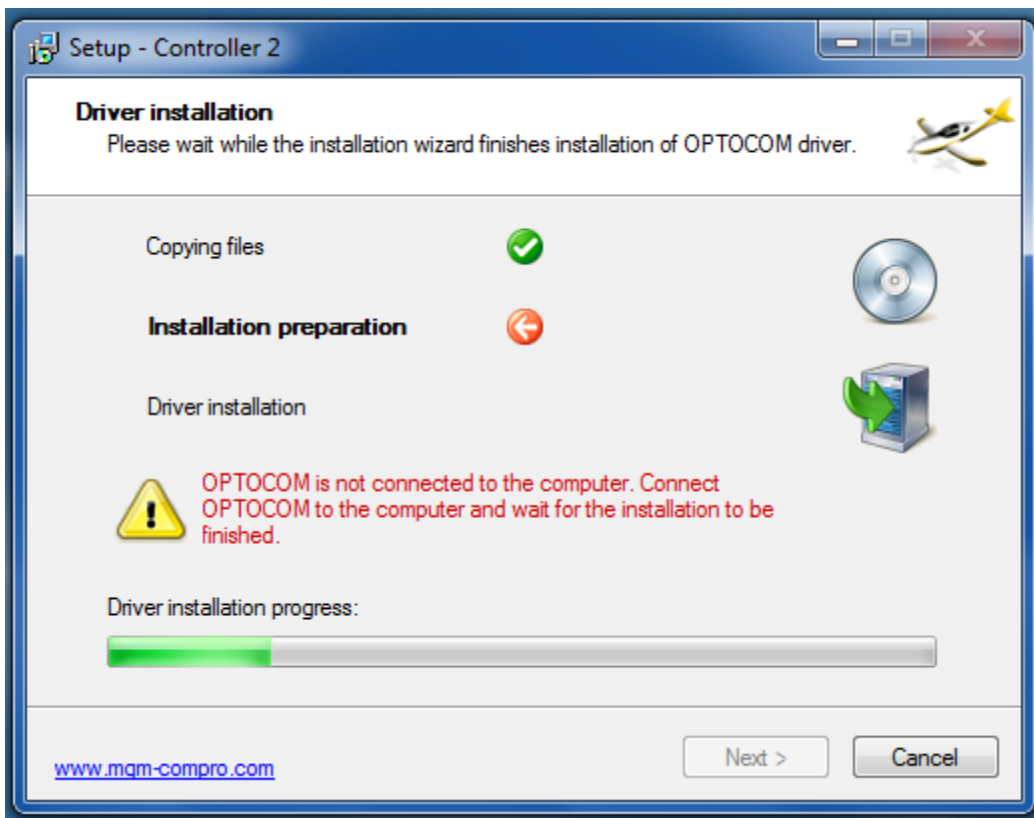 Setup - Controller 2
Driver installation
Please wait while the installation wizard finishes installation of OPTOCOM driver.
Copying files
Installation preparation
Driver installation
OPTOCOM is not connected to the computer. Connect
OPTOCOM to the computer and wait for the installation to be
finished.
Driver installation progress:
www.mgm-compro.com
Next >
Cancel